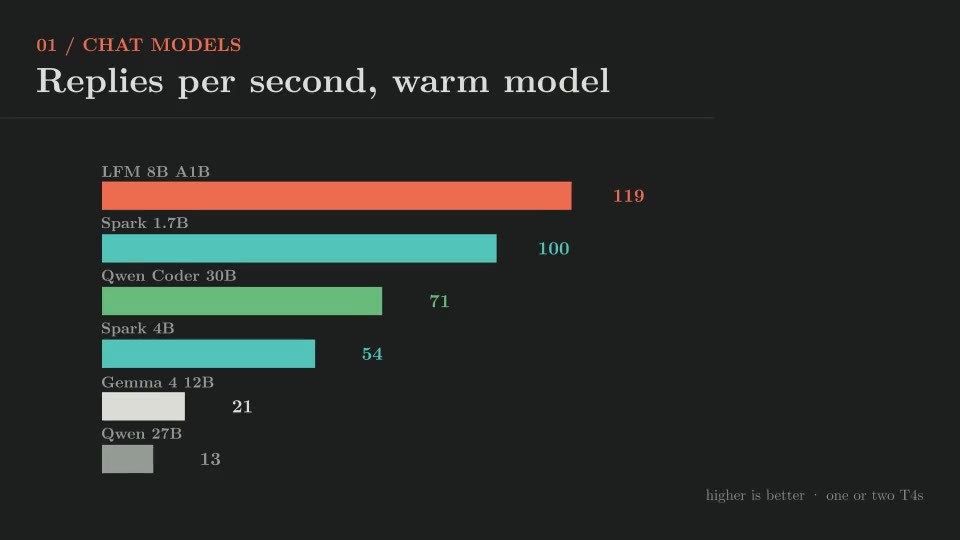 01 / CHAT MODELS
Replies per second, warm model
LFM 8B A1B
119
Spark 1.7B
100
Qwen Coder 30B
71
Spark 4B
54
Gemma 4 12B
21
Qwen 27B
13
higher is better · one or two T4s